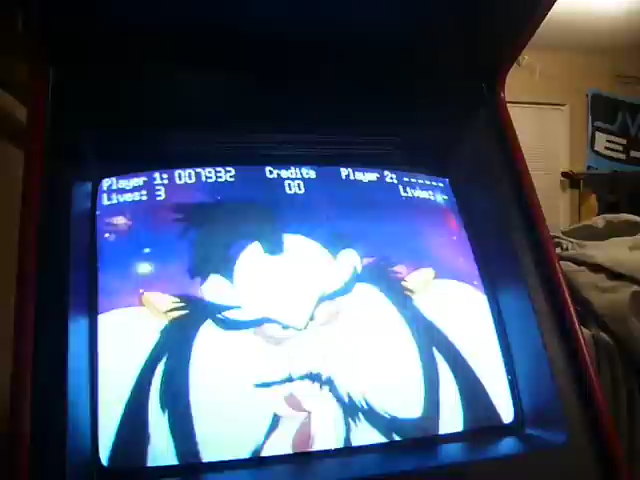 Player 1: 007932 Credits Player 2: ------
Lives: 3 00 Lives: -
E-